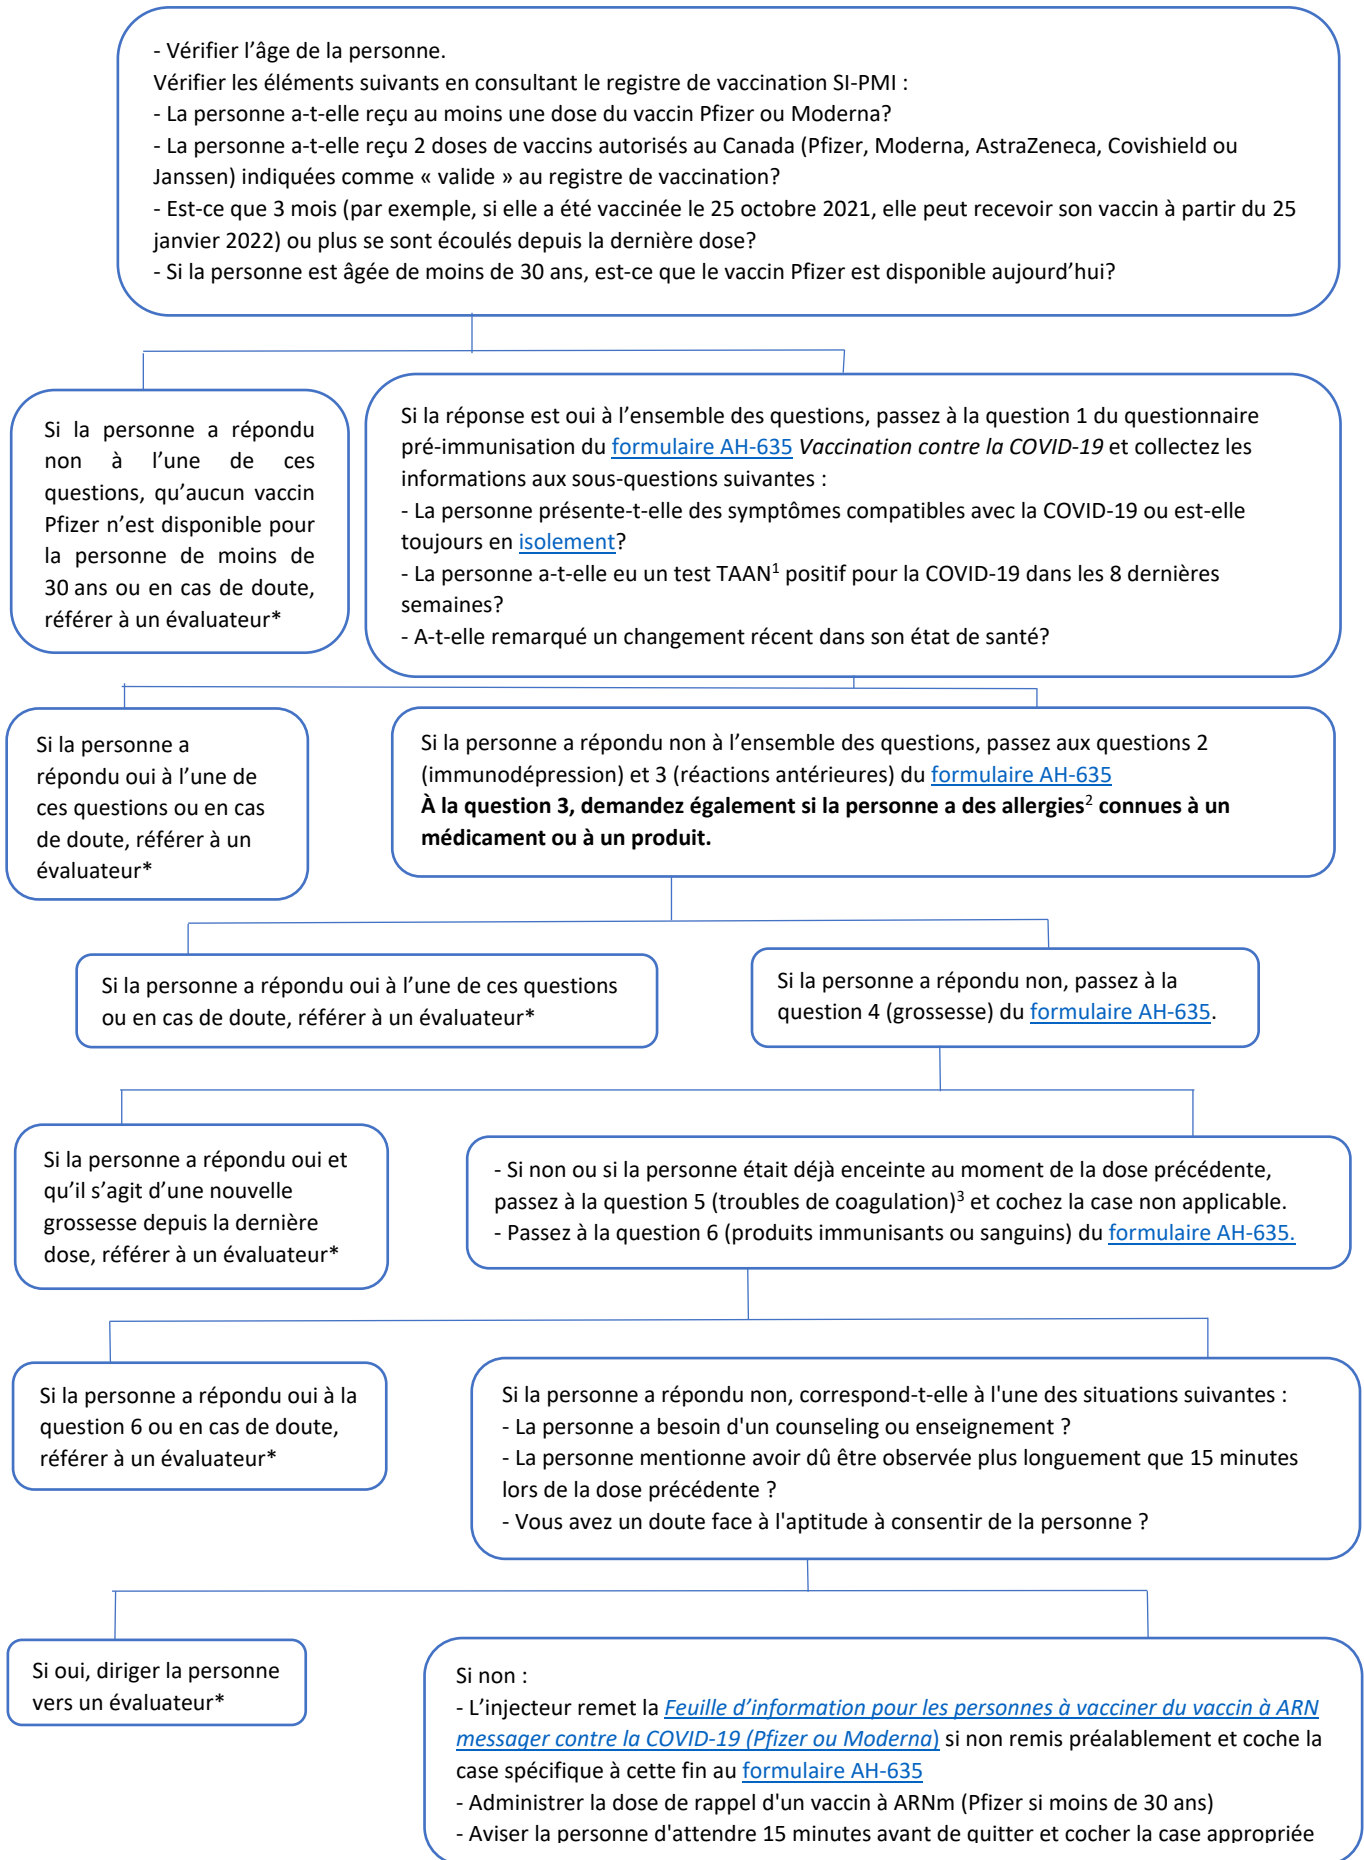 - Vérifier l’âge de la personne.
Vérifier les éléments suivants en consultant le registre de vaccination SI-PMI :
- La personne a-t-elle reçu au moins une dose du vaccin Pfizer ou Moderna?
- La personne a-t-elle reçu 2 doses de vaccins autorisés au Canada (Pfizer, Moderna, AstraZeneca, Covishield ou
Janssen) indiquées comme « valide » au registre de vaccination?
- Est-ce que 3 mois (par exemple, si elle a été vaccinée le 25 octobre 2021, elle peut recevoir son vaccin à partir du 25
janvier 2022) ou plus se sont écoulés depuis la dernière dose?
- Si la personne est âgée de moins de 30 ans, est-ce que le vaccin Pfizer est disponible aujourd’hui?
Si la personne a répondu
non à l’une de ces
questions, qu’aucun vaccin
Pfizer n’est disponible pour
la personne de moins de
30 ans ou en cas de doute,
référer à un évaluateur*
Si la réponse est oui à l’ensemble des questions, passez à la question 1 du questionnaire
pré-immunisation du formulaire AH-635 Vaccination contre la COVID-19 et collectez les
informations aux sous-questions suivantes :
- La personne présente-t-elle des symptômes compatibles avec la COVID-19 ou est-elle
toujours en isolement?
- La personne a-t-elle eu un test TAAN1 positif pour la COVID-19 dans les 8 dernières
semaines?
- A-t-elle remarqué un changement récent dans son état de santé?
Si la personne a
répondu oui à l’une de
ces questions ou en cas
de doute, référer à un
évaluateur*
Si la personne a répondu non à l’ensemble des questions, passez aux questions 2
(immunodépression) et 3 (réactions antérieures) du formulaire AH-635
À la question 3, demandez également si la personne a des allergies2 connues à un
médicament ou à un produit.
Si la personne a répondu oui à l’une de ces questions
ou en cas de doute, référer à un évaluateur*
Si la personne a répondu non, passez à la
question 4 (grossesse) du formulaire AH-635.
Si la personne a répondu oui et
qu’il s’agit d’une nouvelle
grossesse depuis la dernière
dose, référer à un évaluateur*
- Si non ou si la personne était déjà enceinte au moment de la dose précédente,
passez à la question 5 (troubles de coagulation)3 et cochez la case non applicable.
- Passez à la question 6 (produits immunisants ou sanguins) du formulaire AH-635.
Si la personne a répondu oui à la
question 6 ou en cas de doute,
référer à un évaluateur*
Si la personne a répondu non, correspond-t-elle à l'une des situations suivantes :
- La personne a besoin d'un counseling ou enseignement ?
- La personne mentionne avoir dû être observée plus longuement que 15 minutes
lors de la dose précédente ?
- Vous avez un doute face à l'aptitude à consentir de la personne ?
Si oui, diriger la personne
vers un évaluateur*
Si non :
- L’injecteur remet la Feuille d’information pour les personnes à vacciner du vaccin à ARN
messager contre la COVID-19 (Pfizer ou Moderna) si non remis préalablement et coche la
case spécifique à cette fin au formulaire AH-635
- Administrer la dose de rappel d'un vaccin à ARNm (Pfizer si moins de 30 ans)
- Aviser la personne d'attendre 15 minutes avant de quitter et cocher la case appropriée